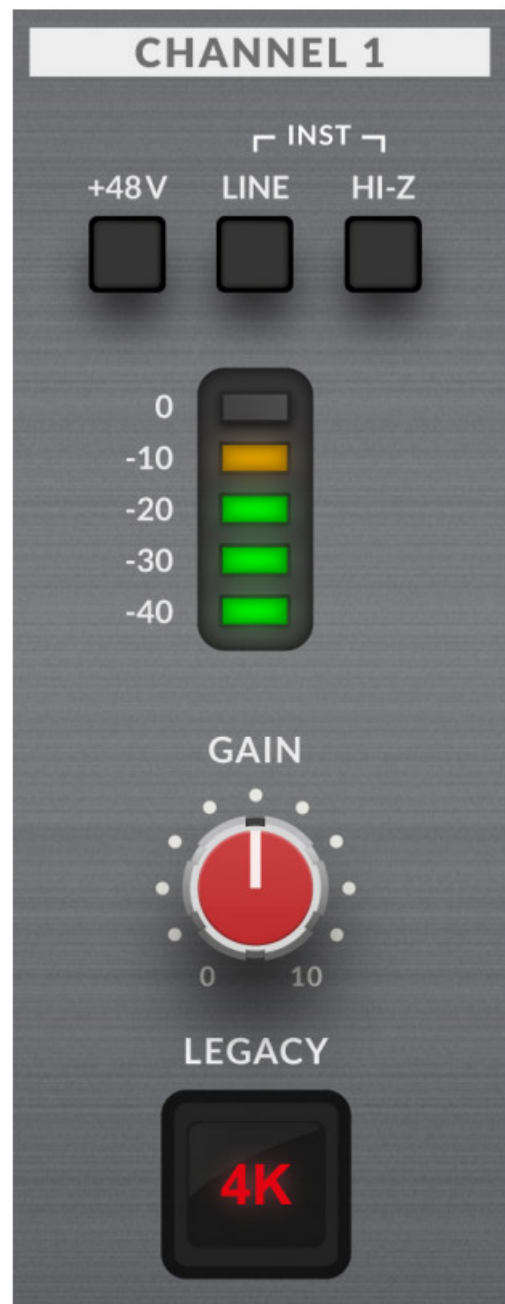 CHANNEL 1
INST
+48V LINE HI-Z
0
-10
-20
-30
-40
GAIN
0 10
LEGACY
4K